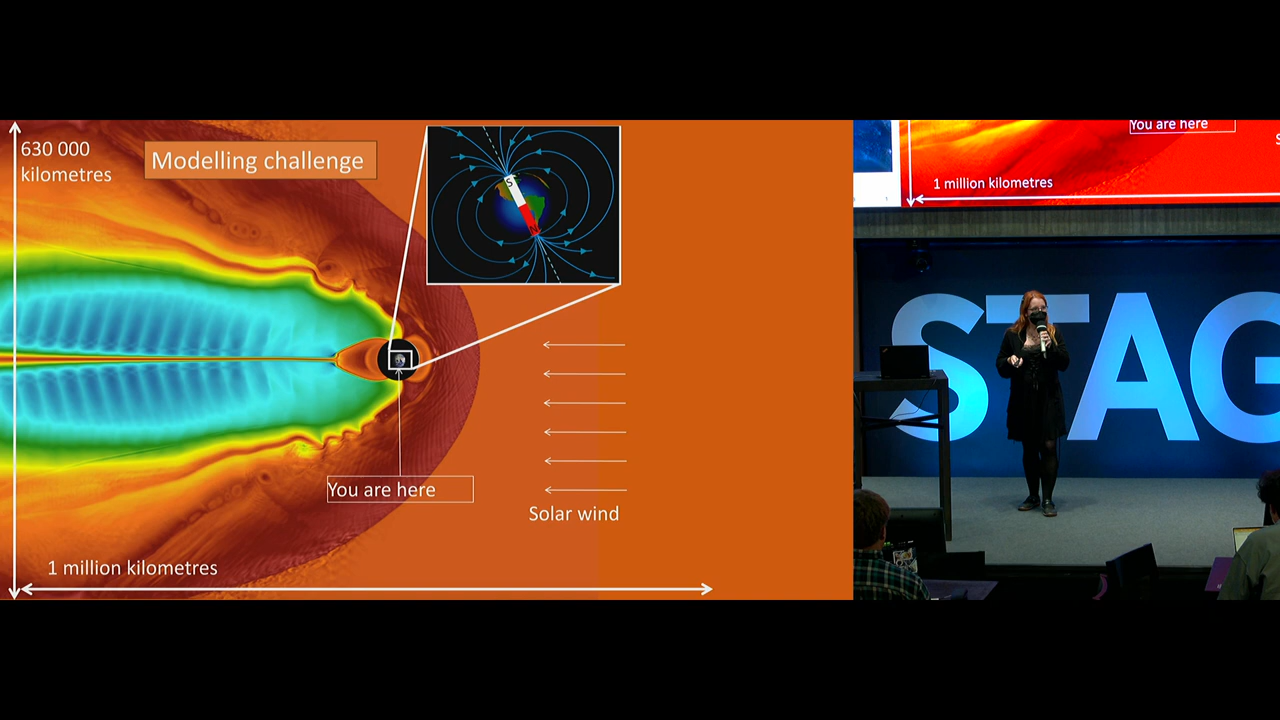 630 000
kilometres
Modelling challenge
S
N
You are here
Solar wind
1 million kilometres
You are here
S
1 million kilometres
STAG